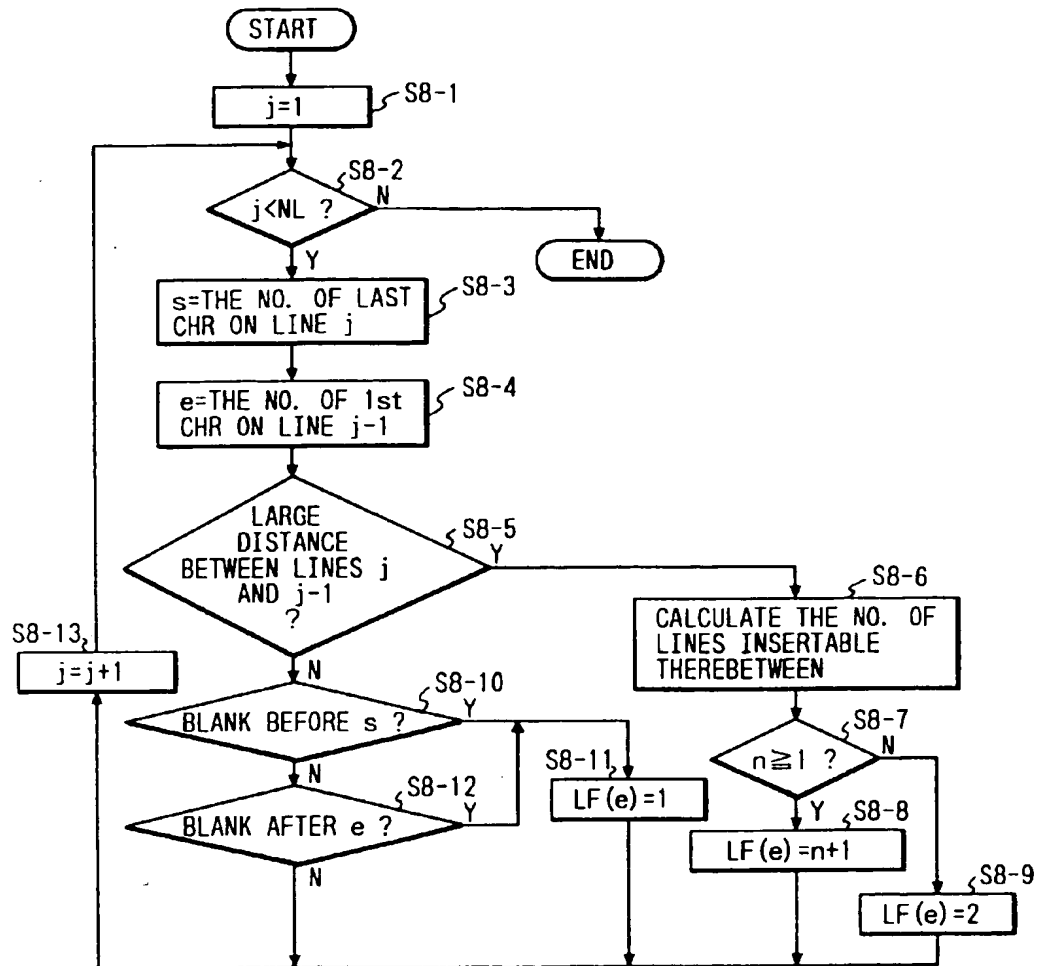 START
j=1
S8-1
S8-2
j<NL ?
N
Y
END
s=THE NO. OF LAST
CHR ON LINE j
S8-3
e=THE NO. OF 1st
CHR ON LINE j-1
S8-4
LARGE
DISTANCE
BETWEEN LINES j
AND j-1
?
S8-5
Y
N
S8-6
CALCULATE THE NO. OF
LINES INSERTABLE
THEREBETWEEN
S8-13
j=j+1
BLANK BEFORE s ?
S8-10
Y
N
S8-7
n≧1 ?
N
Y
S8-11
LF(e)=1
BLANK AFTER e ?
S8-12
Y
N
S8-8
LF(e)=n+1
S8-9
LF(e)=2